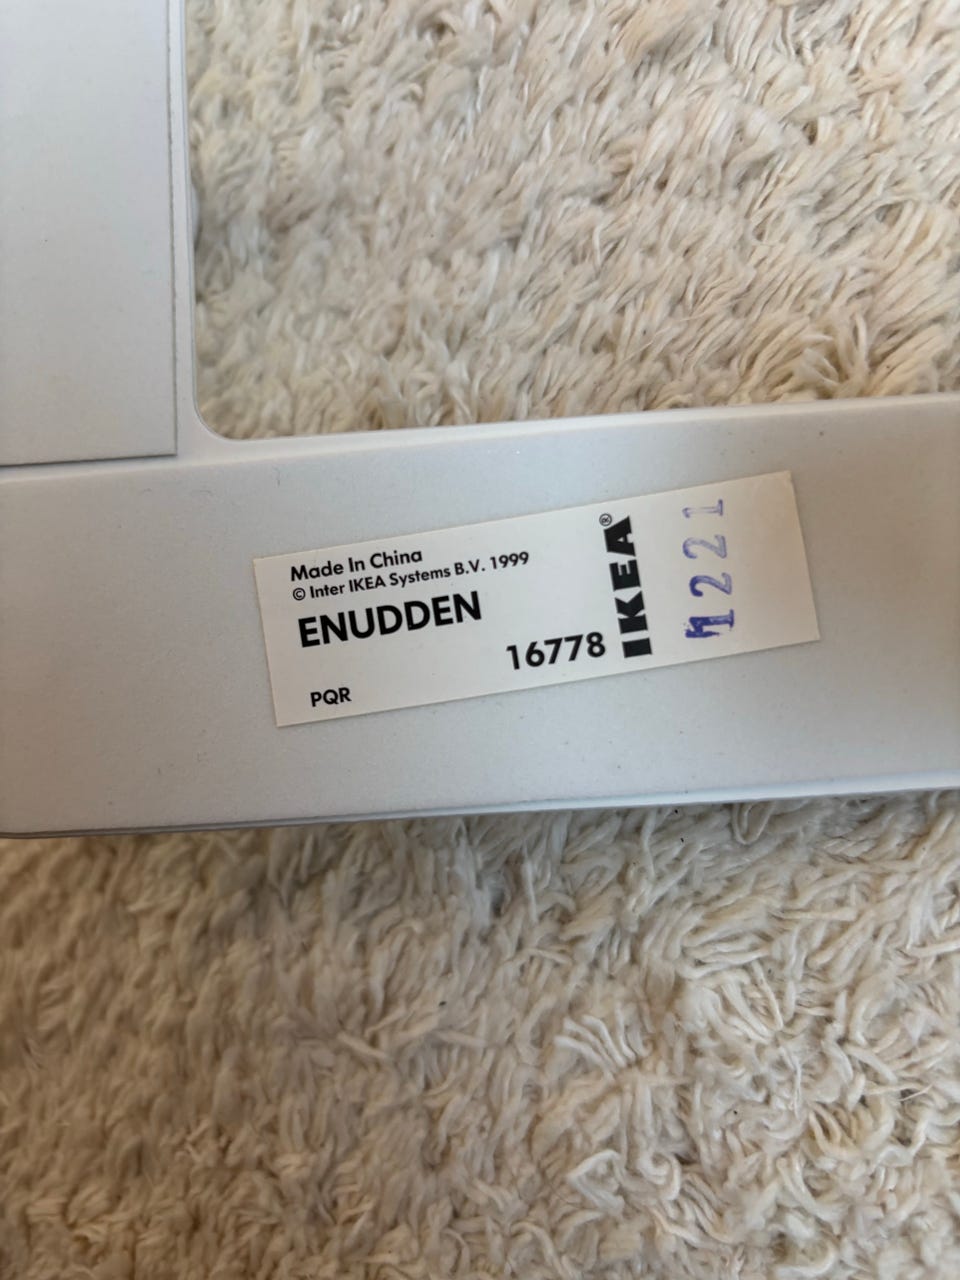 Made In China
© Inter IKEA Systems B.V. 1999
ENUDDEN
16778
PQR
IKEA®
1221